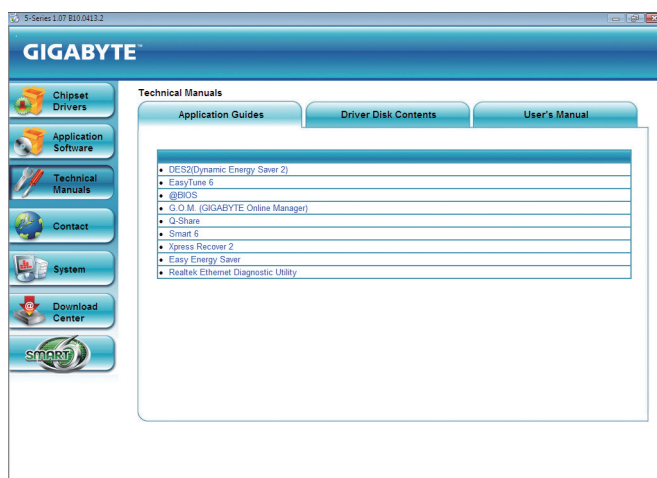 5-Series 1.07 B10.0413.2
GIGABYTE™
Chipset
Drivers
Application
Software
Technical
Manuals
Contact
System
Download
Center
SMART6
Technical Manuals
Application Guides
Driver Disk Contents
User's Manual
• DES2(Dynamic Energy Saver 2)
• EasyTune 6
• @BIOS
• G.O.M. (GIGABYTE Online Manager)
• Q-Share
• Smart 6
• Xpress Recover 2
• Easy Energy Saver
• Realtek Ethernet Diagnostic Utility